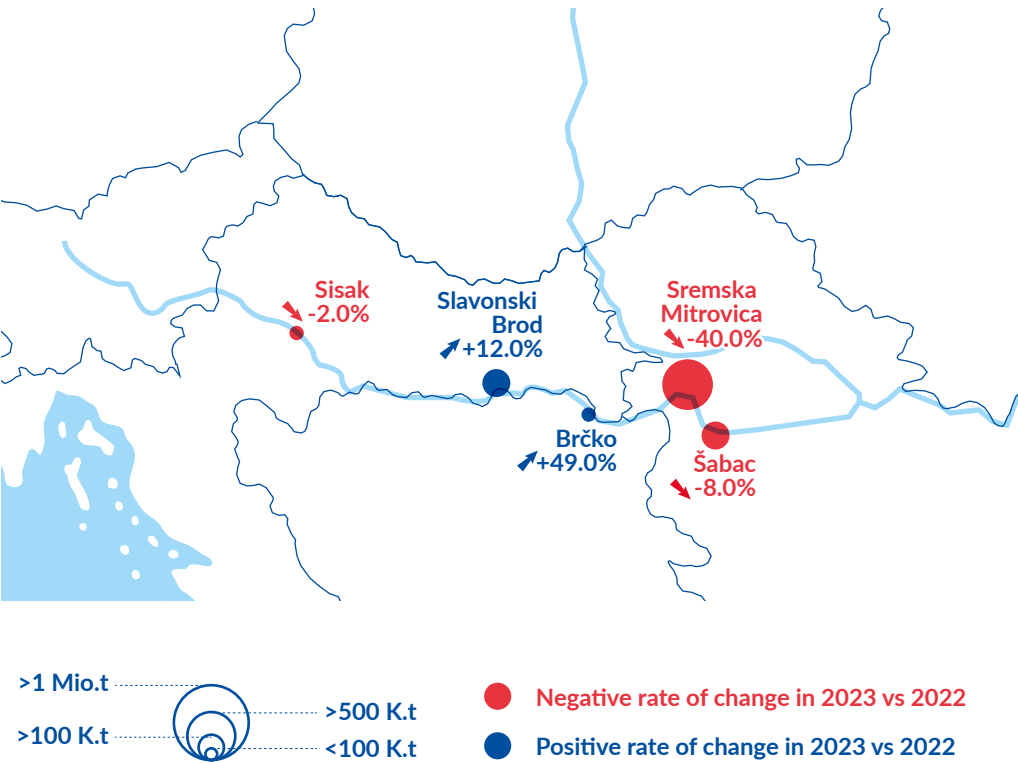 Sisak
-2.0%
Slavonski
Brod
+12.0%
Sremska
Mitrovica
-40.0%
Brčko
+49.0%
Šabac
-8.0%
>1 Mio.t
>500 K.t
>100 K.t
<100 K.t
Negative rate of change in 2023 vs 2022
Positive rate of change in 2023 vs 2022